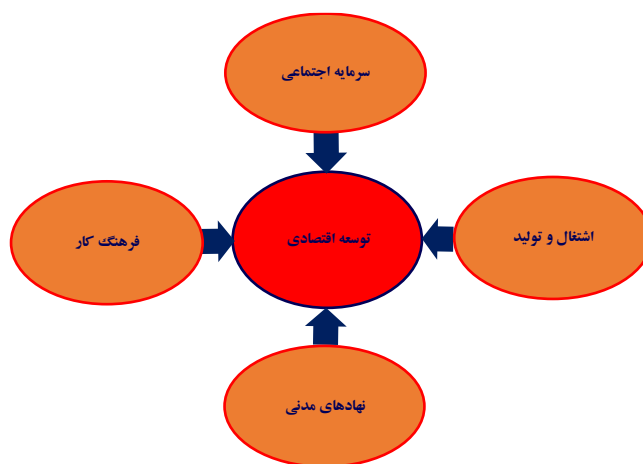 سرمایه اجتماعی
اشتغال و تولید
توسعه اقتصادی
فرهنگ کار
نهادهای مدنی